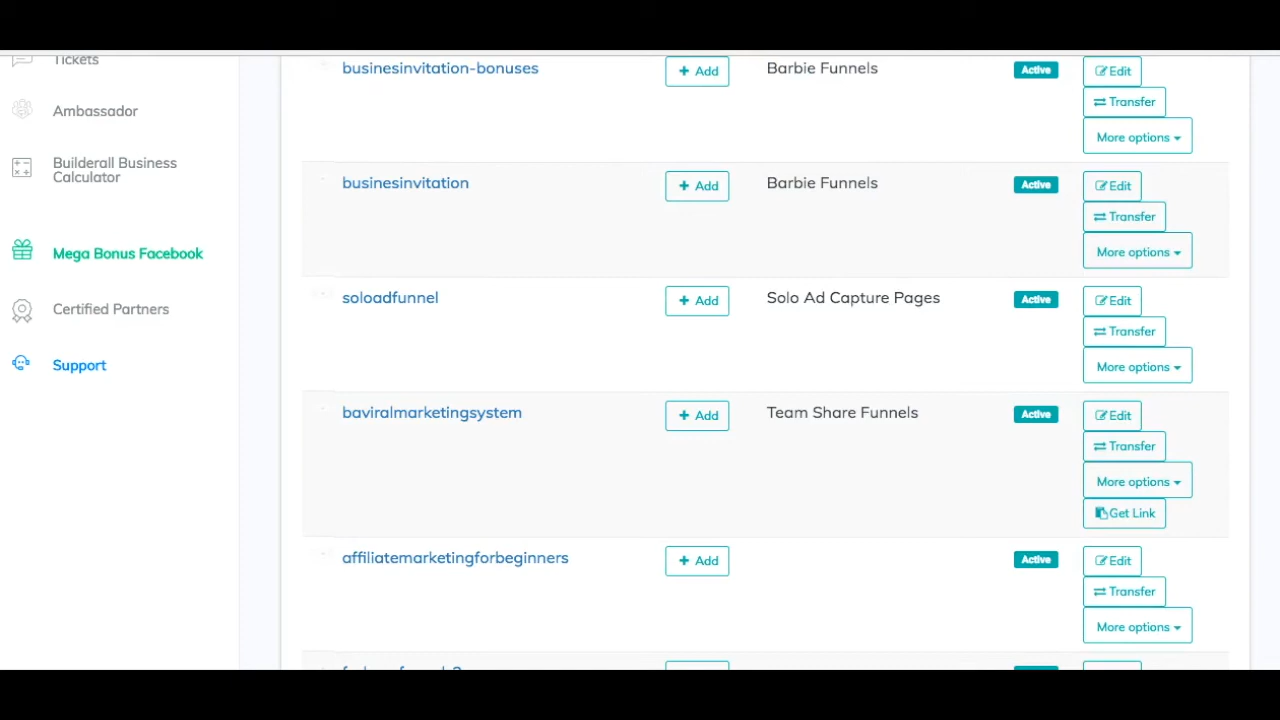 Tickets
Ambassador
Builderall Business
Calculator
Mega Bonus Facebook
Certified Partners
Support
businesinvitation-bonuses + Add Barbie Funnels Active Edit
Transfer
More options
businesinvitation + Add Barbie Funnels Active Edit
Transfer
More options
soloadfunnel + Add Solo Ad Capture Pages Active Edit
Transfer
More options
baviralmarketingsystem + Add Team Share Funnels Active Edit
Transfer
More options
Get Link
affiliatemarketingforbeginners + Add Active Edit
Transfer
More options